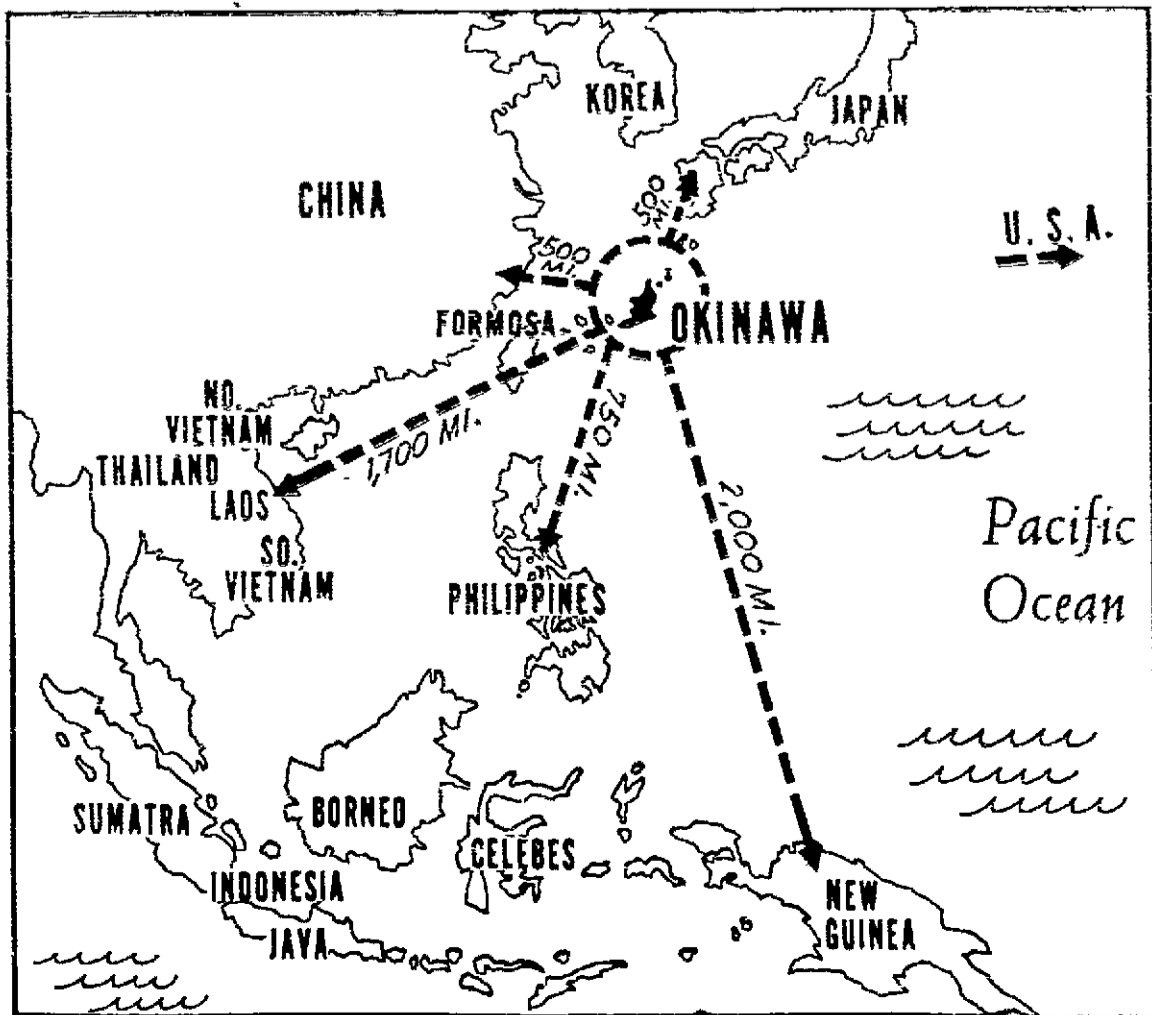 KOREA
JAPAN
CHINA
500
MI.
500
MI.
U. S. A.
FORMOSA
OKINAWA
NO.
VIETNAM
THAILAND
LAOS
1,700 MI.
750 MI.
2,000 MI.
SO.
VIETNAM
PHILIPPINES
Pacific
Ocean
SUMATRA
BORNEO
CELEBES
INDONESIA
JAVA
NEW
GUINEA